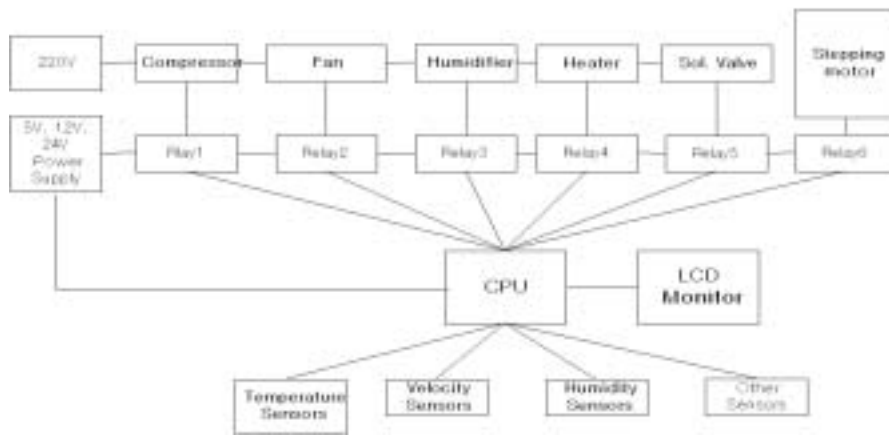 220V
Compressor
Fan
Humidifier
Heater
Sol. Valve
Stepping
motor
5V, 12V,
24V
Power
Supply
Rlay1
Relay2
Relay3
Relay4
Relay5
Relay6
CPU
LCD
Monitor
Temperature
Sensors
Velocity
Sensors
Humidity
Sensors
Other
Sensors